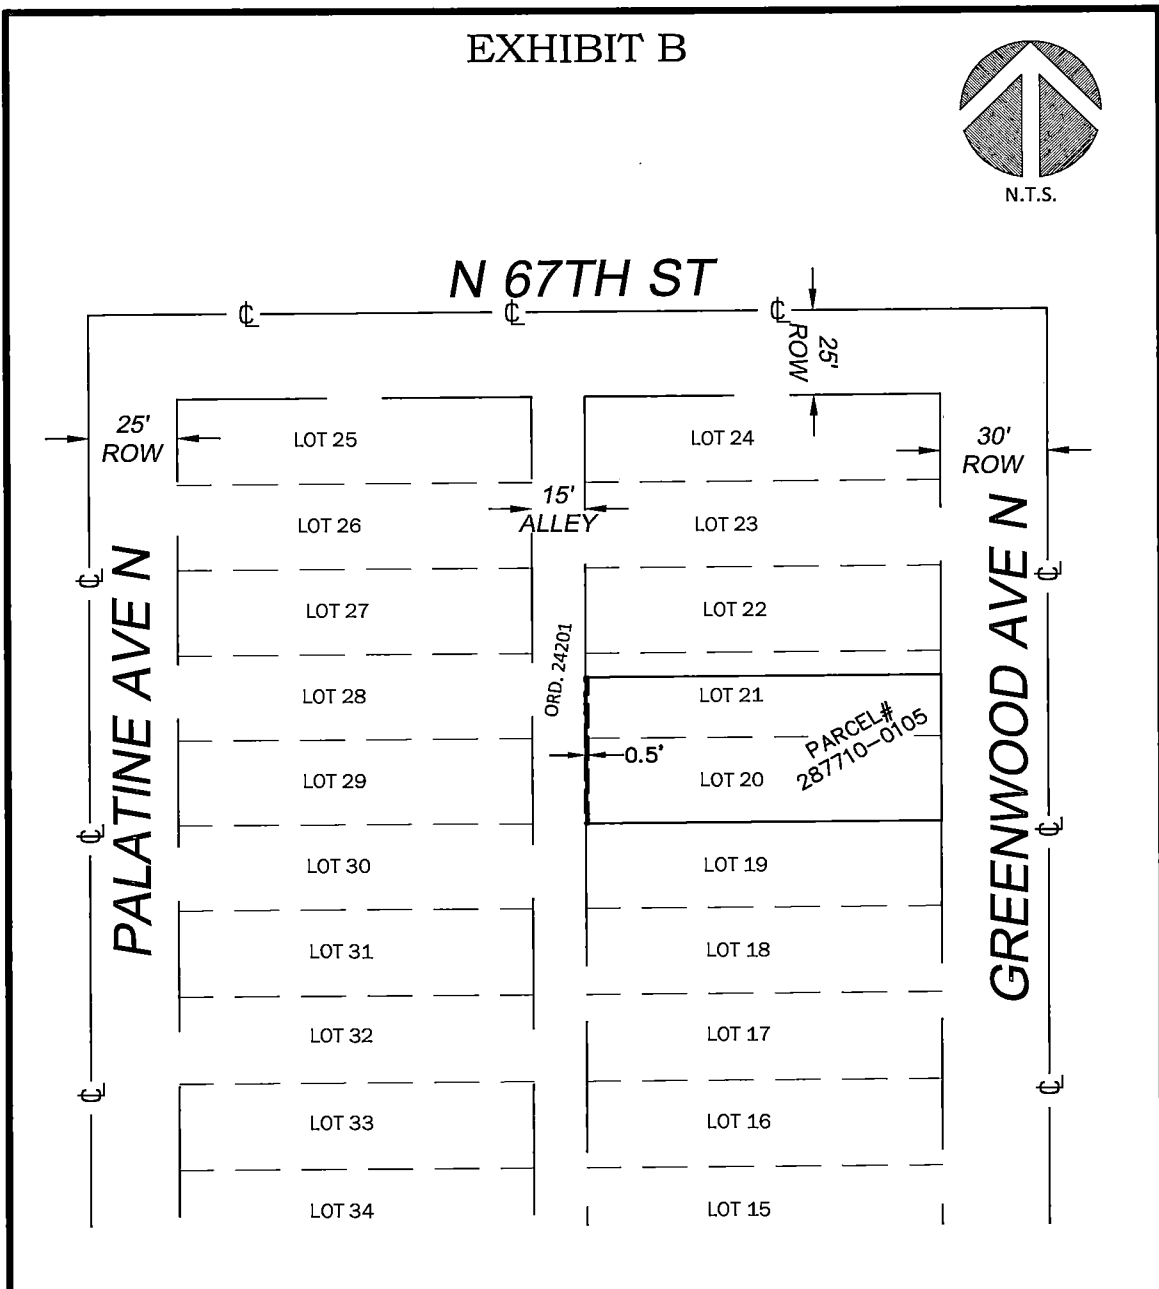 EXHIBIT B
N.T.S.
N 67TH ST
℄ ℄ ℄
25'
ROW
25'
ROW
30'
ROW
LOT 25
LOT 24
15'
ALLEY
LOT 26
LOT 23
LOT 27
LOT 22
ORD. 24201
LOT 28
LOT 21
PARCEL#
287710-0105
0.5'
LOT 29
LOT 20
LOT 30
LOT 19
LOT 31
LOT 18
LOT 32
LOT 17
LOT 33
LOT 16
LOT 34
LOT 15
PALATINE AVE N
℄
℄
℄
GREENWOOD AVE N
℄
℄
℄